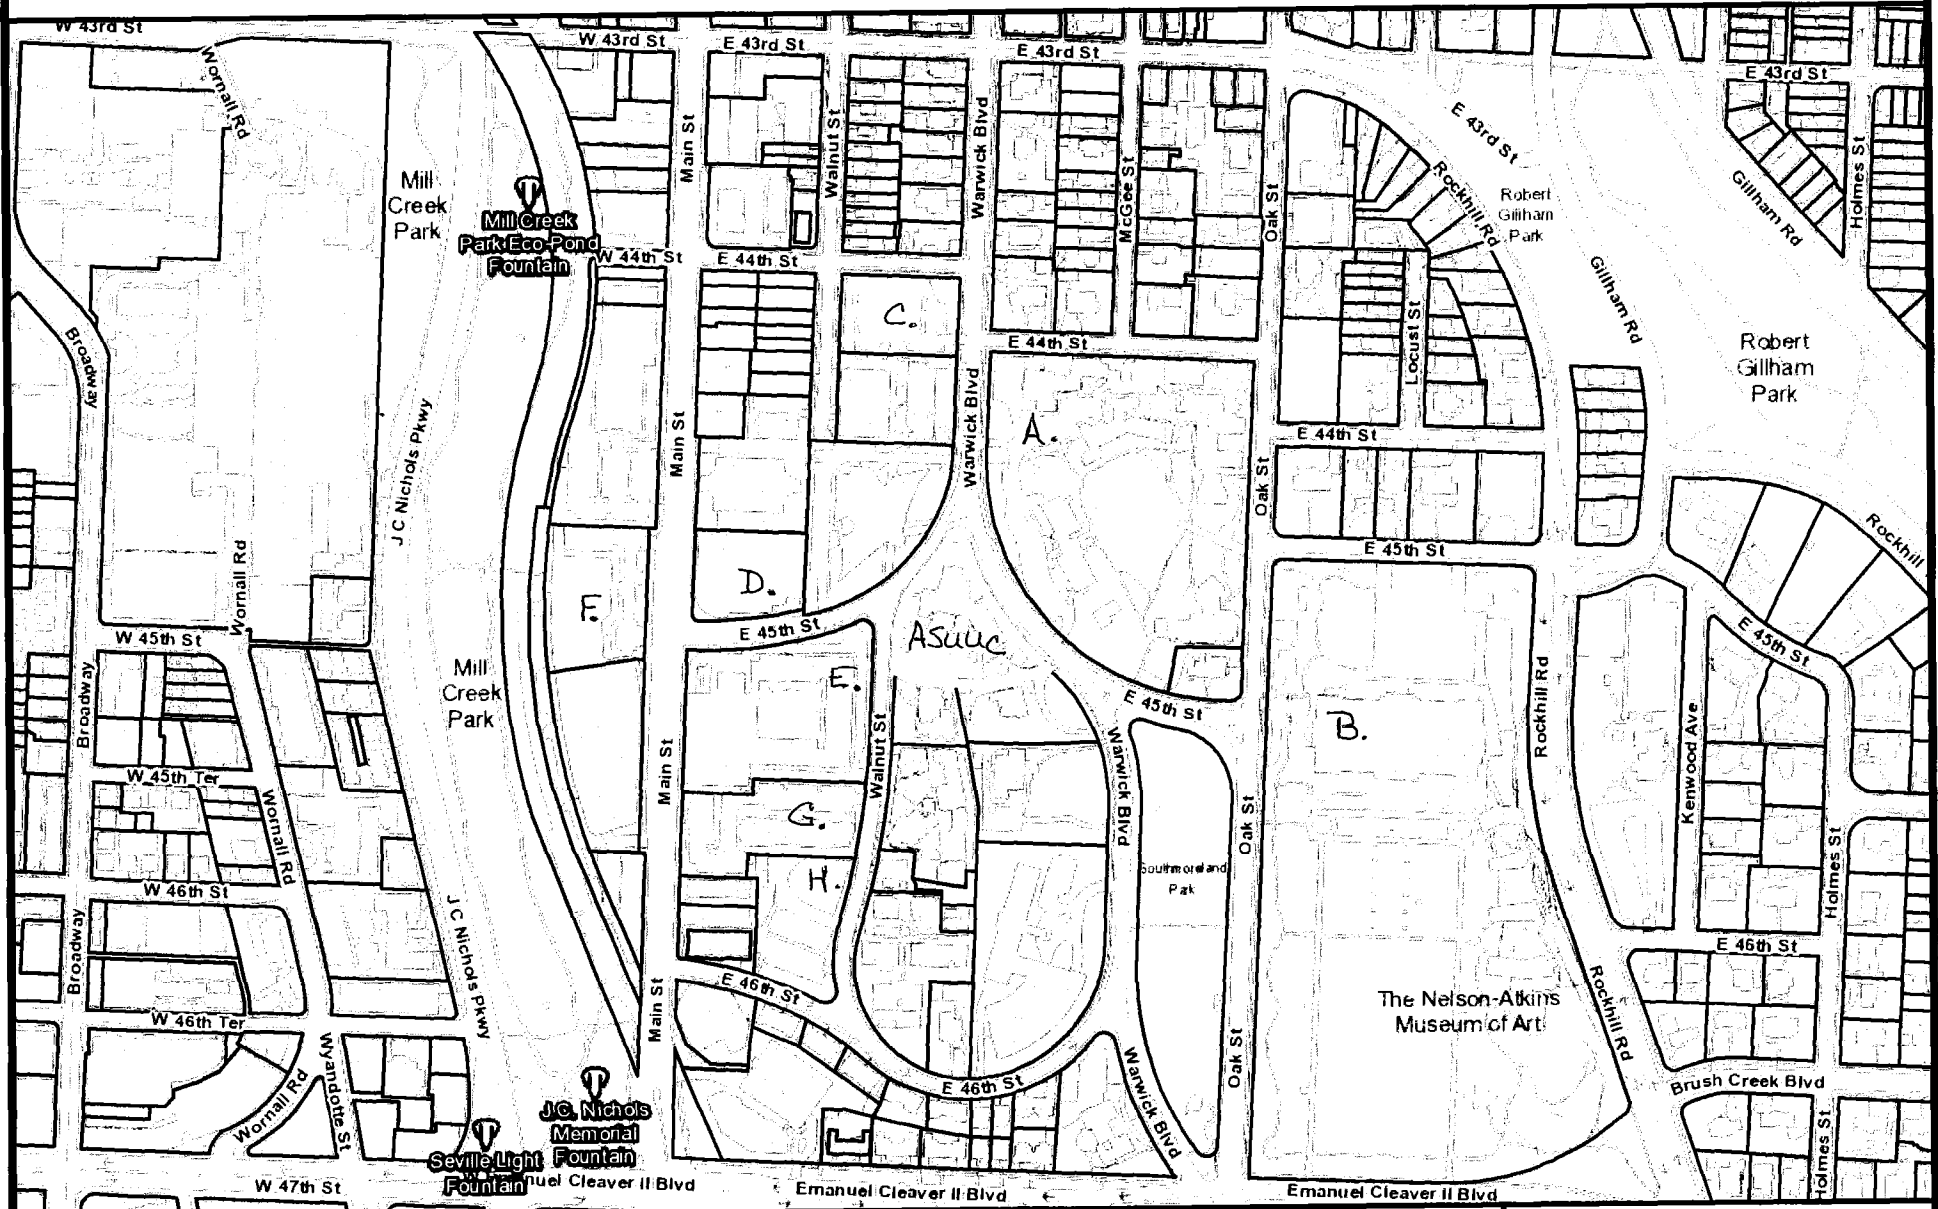 W 43rd St
W 43rd St
E 43rd St
E 43rd St
E 43rd St
E 43rd St
Wornall Rd
Mill
Creek
Park
Mill Creek
Park Eco-Pond
Fountain
Main St
Walnut St
Warwick Blvd
McGee St
Oak St
Rockhill Rd
Robert
Gillham
Park
Gillham Rd
Holmes St
W 44th St
E 44th St
C.
E 44th St
Locust St
Gillham Rd
Robert
Gillham
Park
Broadway
J C Nichols Pkwy
Main St
Warwick Blvd
A.
E 44th St
Oak St
Rockhill
E 45th St
Wornall Rd
F.
D.
E 45th St
ASUUC
W 45th St
E 45th St
Mill
Creek
Park
E.
E 45th St
B.
Rockhill Rd
Kenwood Ave
Broadway
Walnut St
Warwick Blvd
W 45th Ter
Wornall Rd
Main St
G.
Oak St
H.
Southmoreland
Park
Holmes St
W 46th St
Broadway
J C Nichols Pkwy
E 46th St
E 46th St
The Nelson-Atkins
Museum of Art
Rockhill Rd
W 46th Ter
Main St
Wornall Rd
Wyandotte St
E 46th St
Warwick Blvd
Oak St
Brush Creek Blvd
Holmes St
J.C. Nichols
Memorial
Fountain
Seville Light
Fountain
W 47th St
nuel Cleaver II Blvd
Emanuel Cleaver II Blvd
Emanuel Cleaver II Blvd